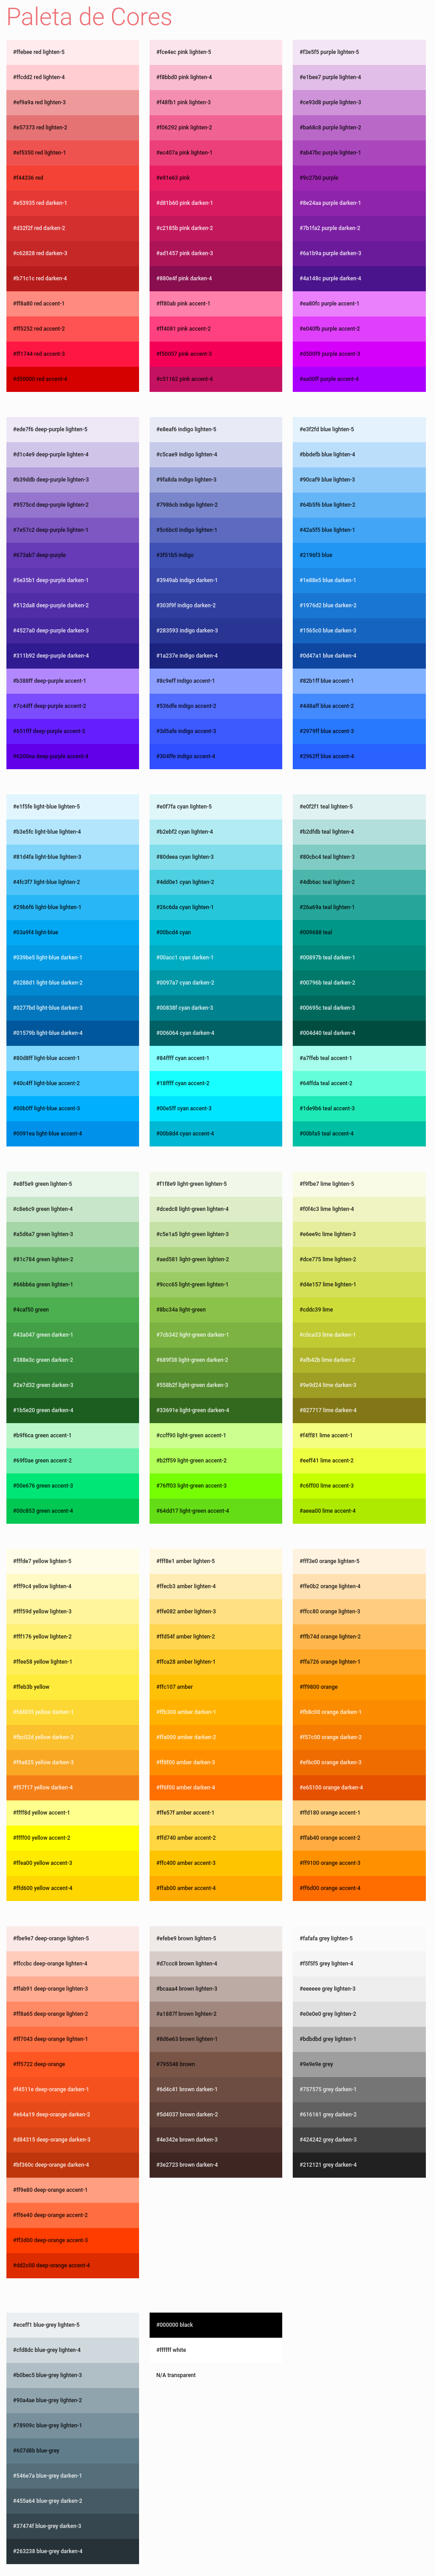 Paleta de Cores
#ffebee red lighten-5
#ffcdd2 red lighten-4
#ef9a9a red lighten-3
#e57373 red lighten-2
#ef5350 red lighten-1
#f44336 red
#e53935 red darken-1
#d32f2f red darken-2
#c62828 red darken-3
#b71c1c red darken-4
#ff8a80 red accent-1
#ff5252 red accent-2
#ff1744 red accent-3
#d50000 red accent-4
#fce4ec pink lighten-5
#f8bbd0 pink lighten-4
#f48fb1 pink lighten-3
#f06292 pink lighten-2
#ec407a pink lighten-1
#e91e63 pink
#d81b60 pink darken-1
#c2185b pink darken-2
#ad1457 pink darken-3
#880e4f pink darken-4
#ff80ab pink accent-1
#ff4081 pink accent-2
#f50057 pink accent-3
#c51162 pink accent-4
#f3e5f5 purple lighten-5
#e1bee7 purple lighten-4
#ce93d8 purple lighten-3
#ba68c8 purple lighten-2
#ab47bc purple lighten-1
#9c27b0 purple
#8e24aa purple darken-1
#7b1fa2 purple darken-2
#6a1b9a purple darken-3
#4a148c purple darken-4
#ea80fc purple accent-1
#e040fb purple accent-2
#d500f9 purple accent-3
#aa00ff purple accent-4
#ede7f6 deep-purple lighten-5
#d1c4e9 deep-purple lighten-4
#b39ddb deep-purple lighten-3
#9575cd deep-purple lighten-2
#7e57c2 deep-purple lighten-1
#673ab7 deep-purple
#5e35b1 deep-purple darken-1
#512da8 deep-purple darken-2
#4527a0 deep-purple darken-3
#311b92 deep-purple darken-4
#b388ff deep-purple accent-1
#7c4dff deep-purple accent-2
#651fff deep-purple accent-3
#6200ea deep-purple accent-4
#e8eaf6 indigo lighten-5
#c5cae9 indigo lighten-4
#9fa8da indigo lighten-3
#7986cb indigo lighten-2
#5c6bc0 indigo lighten-1
#3f51b5 indigo
#3949ab indigo darken-1
#303f9f indigo darken-2
#283593 indigo darken-3
#1a237e indigo darken-4
#8c9eff indigo accent-1
#536dfe indigo accent-2
#3d5afe indigo accent-3
#304ffe indigo accent-4
#e3f2fd blue lighten-5
#bbdefb blue lighten-4
#90caf9 blue lighten-3
#64b5f6 blue lighten-2
#42a5f5 blue lighten-1
#2196f3 blue
#1e88e5 blue darken-1
#1976d2 blue darken-2
#1565c0 blue darken-3
#0d47a1 blue darken-4
#82b1ff blue accent-1
#448aff blue accent-2
#2979ff blue accent-3
#2962ff blue accent-4
#e1f5fe light-blue lighten-5
#b3e5fc light-blue lighten-4
#81d4fa light-blue lighten-3
#4fc3f7 light-blue lighten-2
#29b6f6 light-blue lighten-1
#03a9f4 light-blue
#039be5 light-blue darken-1
#0288d1 light-blue darken-2
#0277bd light-blue darken-3
#01579b light-blue darken-4
#80d8ff light-blue accent-1
#40c4ff light-blue accent-2
#00b0ff light-blue accent-3
#0091ea light-blue accent-4
#e0f7fa cyan lighten-5
#b2ebf2 cyan lighten-4
#80deea cyan lighten-3
#4dd0e1 cyan lighten-2
#26c6da cyan lighten-1
#00bcd4 cyan
#00acc1 cyan darken-1
#0097a7 cyan darken-2
#00838f cyan darken-3
#006064 cyan darken-4
#84ffff cyan accent-1
#18ffff cyan accent-2
#00e5ff cyan accent-3
#00b8d4 cyan accent-4
#e0f2f1 teal lighten-5
#b2dfdb teal lighten-4
#80cbc4 teal lighten-3
#4db6ac teal lighten-2
#26a69a teal lighten-1
#009688 teal
#00897b teal darken-1
#00796b teal darken-2
#00695c teal darken-3
#004d40 teal darken-4
#a7ffeb teal accent-1
#64ffda teal accent-2
#1de9b6 teal accent-3
#00bfa5 teal accent-4
#e8f5e9 green lighten-5
#c8e6c9 green lighten-4
#a5d6a7 green lighten-3
#81c784 green lighten-2
#66bb6a green lighten-1
#4caf50 green
#43a047 green darken-1
#388e3c green darken-2
#2e7d32 green darken-3
#1b5e20 green darken-4
#b9f6ca green accent-1
#69f0ae green accent-2
#00e676 green accent-3
#00c853 green accent-4
#f1f8e9 light-green lighten-5
#dcedc8 light-green lighten-4
#c5e1a5 light-green lighten-3
#aed581 light-green lighten-2
#9ccc65 light-green lighten-1
#8bc34a light-green
#7cb342 light-green darken-1
#689f38 light-green darken-2
#558b2f light-green darken-3
#33691e light-green darken-4
#ccff90 light-green accent-1
#b2ff59 light-green accent-2
#76ff03 light-green accent-3
#64dd17 light-green accent-4
#f9fbe7 lime lighten-5
#f0f4c3 lime lighten-4
#e6ee9c lime lighten-3
#dce775 lime lighten-2
#d4e157 lime lighten-1
#cddc39 lime
#c0ca33 lime darken-1
#afb42b lime darken-2
#9e9d24 lime darken-3
#827717 lime darken-4
#f4ff81 lime accent-1
#eeff41 lime accent-2
#c6ff00 lime accent-3
#aeea00 lime accent-4
#fffde7 yellow lighten-5
#fff9c4 yellow lighten-4
#fff59d yellow lighten-3
#fff176 yellow lighten-2
#ffee58 yellow lighten-1
#ffeb3b yellow
#fdd835 yellow darken-1
#fbc02d yellow darken-2
#f9a825 yellow darken-3
#f57f17 yellow darken-4
#ffff8d yellow accent-1
#ffff00 yellow accent-2
#ffea00 yellow accent-3
#ffd600 yellow accent-4
#fff8e1 amber lighten-5
#ffecb3 amber lighten-4
#ffe082 amber lighten-3
#ffd54f amber lighten-2
#ffca28 amber lighten-1
#ffc107 amber
#ffb300 amber darken-1
#ffa000 amber darken-2
#ff8f00 amber darken-3
#ff6f00 amber darken-4
#ffe57f amber accent-1
#ffd740 amber accent-2
#ffc400 amber accent-3
#ffab00 amber accent-4
#fff3e0 orange lighten-5
#ffe0b2 orange lighten-4
#ffcc80 orange lighten-3
#ffb74d orange lighten-2
#ffa726 orange lighten-1
#ff9800 orange
#fb8c00 orange darken-1
#f57c00 orange darken-2
#ef6c00 orange darken-3
#e65100 orange darken-4
#ffd180 orange accent-1
#ffab40 orange accent-2
#ff9100 orange accent-3
#ff6d00 orange accent-4
#fbe9e7 deep-orange lighten-5
#ffccbc deep-orange lighten-4
#ffab91 deep-orange lighten-3
#ff8a65 deep-orange lighten-2
#ff7043 deep-orange lighten-1
#ff5722 deep-orange
#f4511e deep-orange darken-1
#e64a19 deep-orange darken-2
#d84315 deep-orange darken-3
#bf360c deep-orange darken-4
#ff9e80 deep-orange accent-1
#ff6e40 deep-orange accent-2
#ff3d00 deep-orange accent-3
#dd2c00 deep-orange accent-4
#efebe9 brown lighten-5
#d7ccc8 brown lighten-4
#bcaaa4 brown lighten-3
#a1887f brown lighten-2
#8d6e63 brown lighten-1
#795548 brown
#6d4c41 brown darken-1
#5d4037 brown darken-2
#4e342e brown darken-3
#3e2723 brown darken-4
#fafafa grey lighten-5
#f5f5f5 grey lighten-4
#eeeeee grey lighten-3
#e0e0e0 grey lighten-2
#bdbdbd grey lighten-1
#9e9e9e grey
#757575 grey darken-1
#616161 grey darken-2
#424242 grey darken-3
#212121 grey darken-4
#eceff1 blue-grey lighten-5
#cfd8dc blue-grey lighten-4
#b0bec5 blue-grey lighten-3
#90a4ae blue-grey lighten-2
#78909c blue-grey lighten-1
#607d8b blue-grey
#546e7a blue-grey darken-1
#455a64 blue-grey darken-2
#37474f blue-grey darken-3
#263238 blue-grey darken-4
#000000 black
#ffffff white
N/A transparent